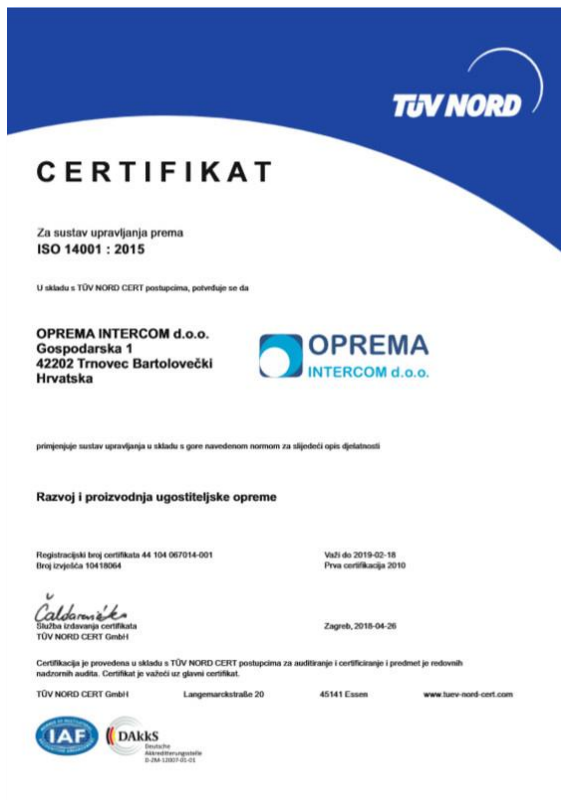 TÜV NORD
CERTIFIKAT
Za sustav upravljanja prema
ISO 14001 : 2015
U skladu s TÜV NORD CERT postupcima, potvrđuje se da
OPREMA INTERCOM d.o.o.
Gospodarska 1
42202 Trnovec Bartolovečki
Hrvatska
OPREMA
INTERCOM d.o.o.
primjenjuje sustav upravljanja u skladu s gore navedenom normom za slijedeći opis djelatnosti
Razvoj i proizvodnja ugostiteljske opreme
Registracijski broj certifikata 44 104 067014-001
Broj izvješća 10418064
Važi do 2019-02-18
Prva certifikacija 2010
Služba izdavanja certifikata
TÜV NORD CERT GmbH
Zagreb, 2018-04-26
Certifikacija je provedena u skladu s TÜV NORD CERT postupcima za auditiranje i certificiranje i predmet je redovnih
nadzornih audita. Certifikat je važeći uz glavni certifikat.
TÜV NORD CERT GmbH Langemarckstraße 20 45141 Essen www.tuev-nord-cert.com
IAF
DAkkS
Deutsche
Akkreditierungsstelle
D-ZM-12007-01-01